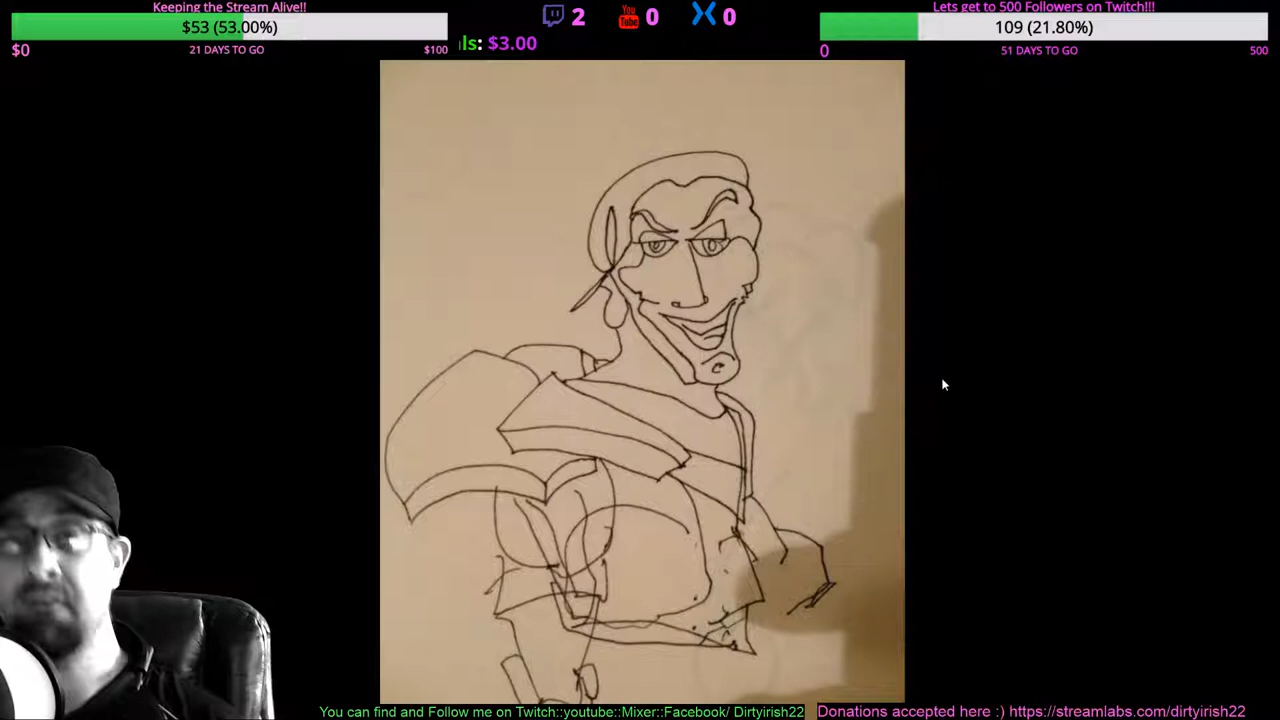 Keeping the Stream Alive!!
$53 (53.00%)
$0
21 DAYS TO GO
$100
2
You Tube 0
0
ls: $3.00
Lets get to 500 Followers on Twitch!!!
109 (21.80%)
0
51 DAYS TO GO
500
You can find and Follow me on Twitch::youtube::Mixer::Facebook/ Dirtyirish22
Donations accepted here :) https://streamlabs.com/dirtyirish22